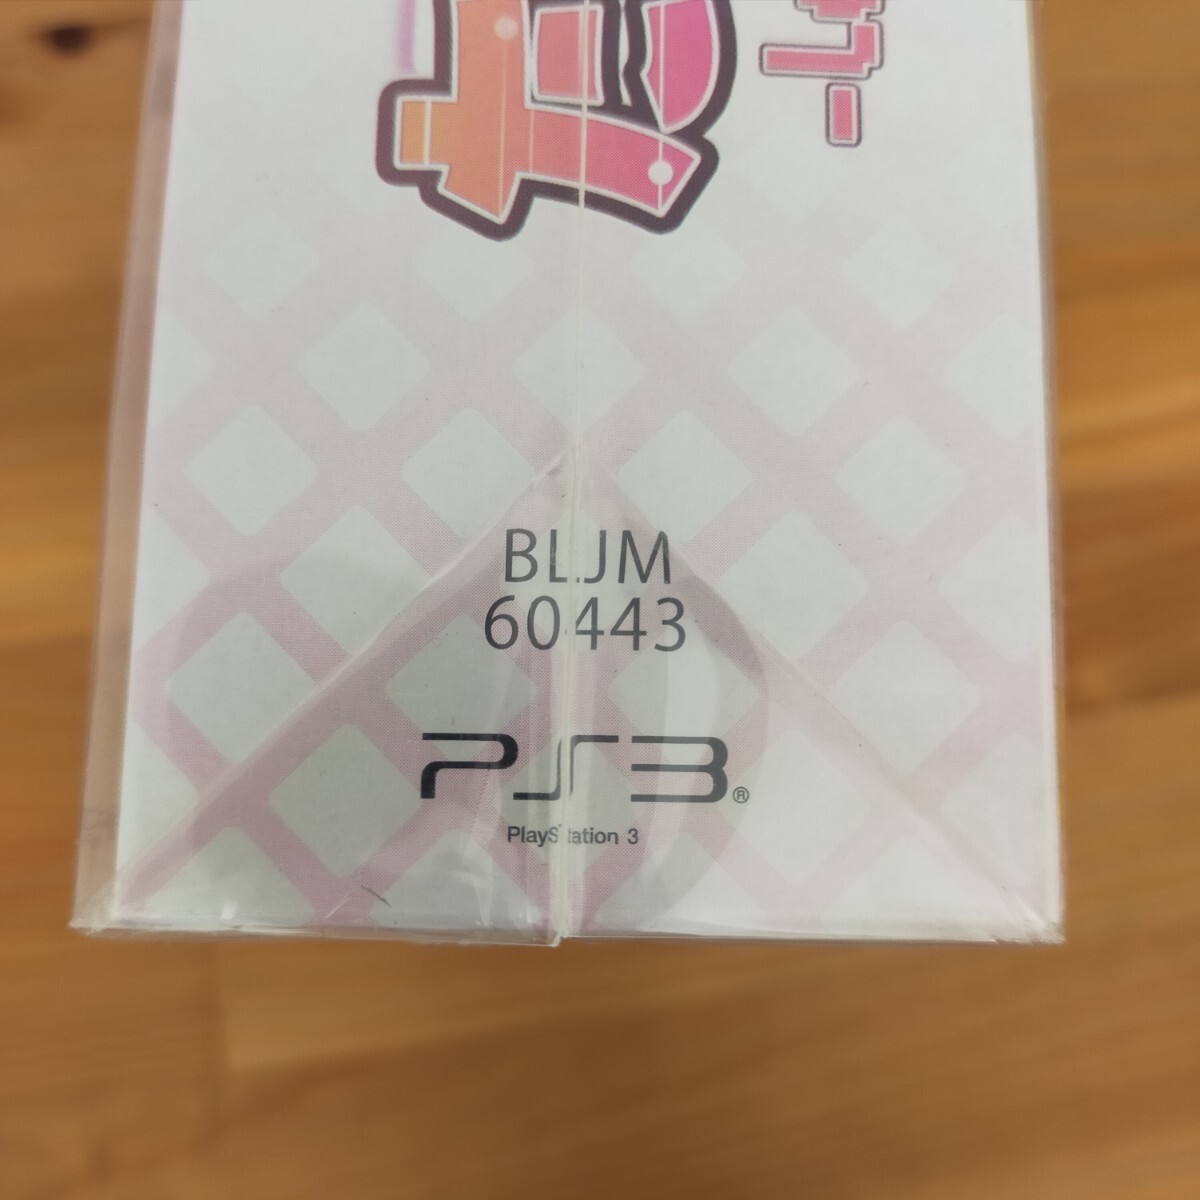 BLJM
60443
PS3®
PlayStation 3